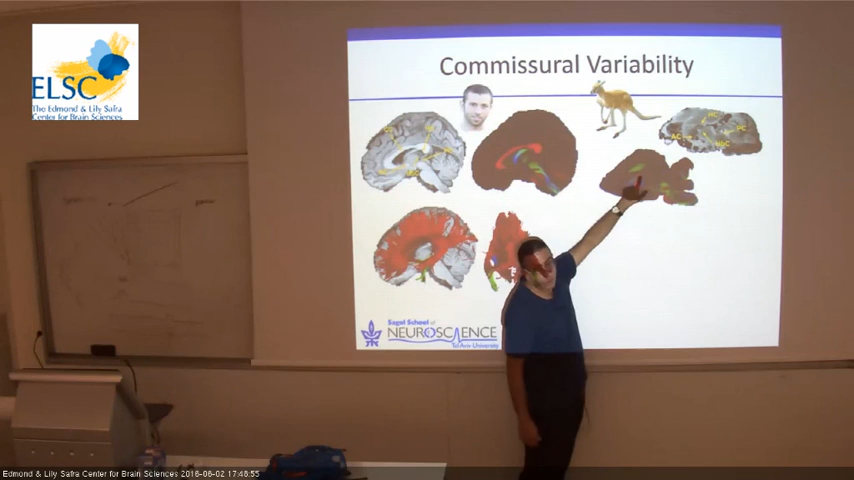 ELSC
The Edmond & Lily Safra
Center for Brain Sciences
Commissural Variability
Sagol School of
NEUROSCIENCE
Tel Aviv University
Edmond & Lily Safra Center for Brain Sciences 2016-06-02 17:48:55